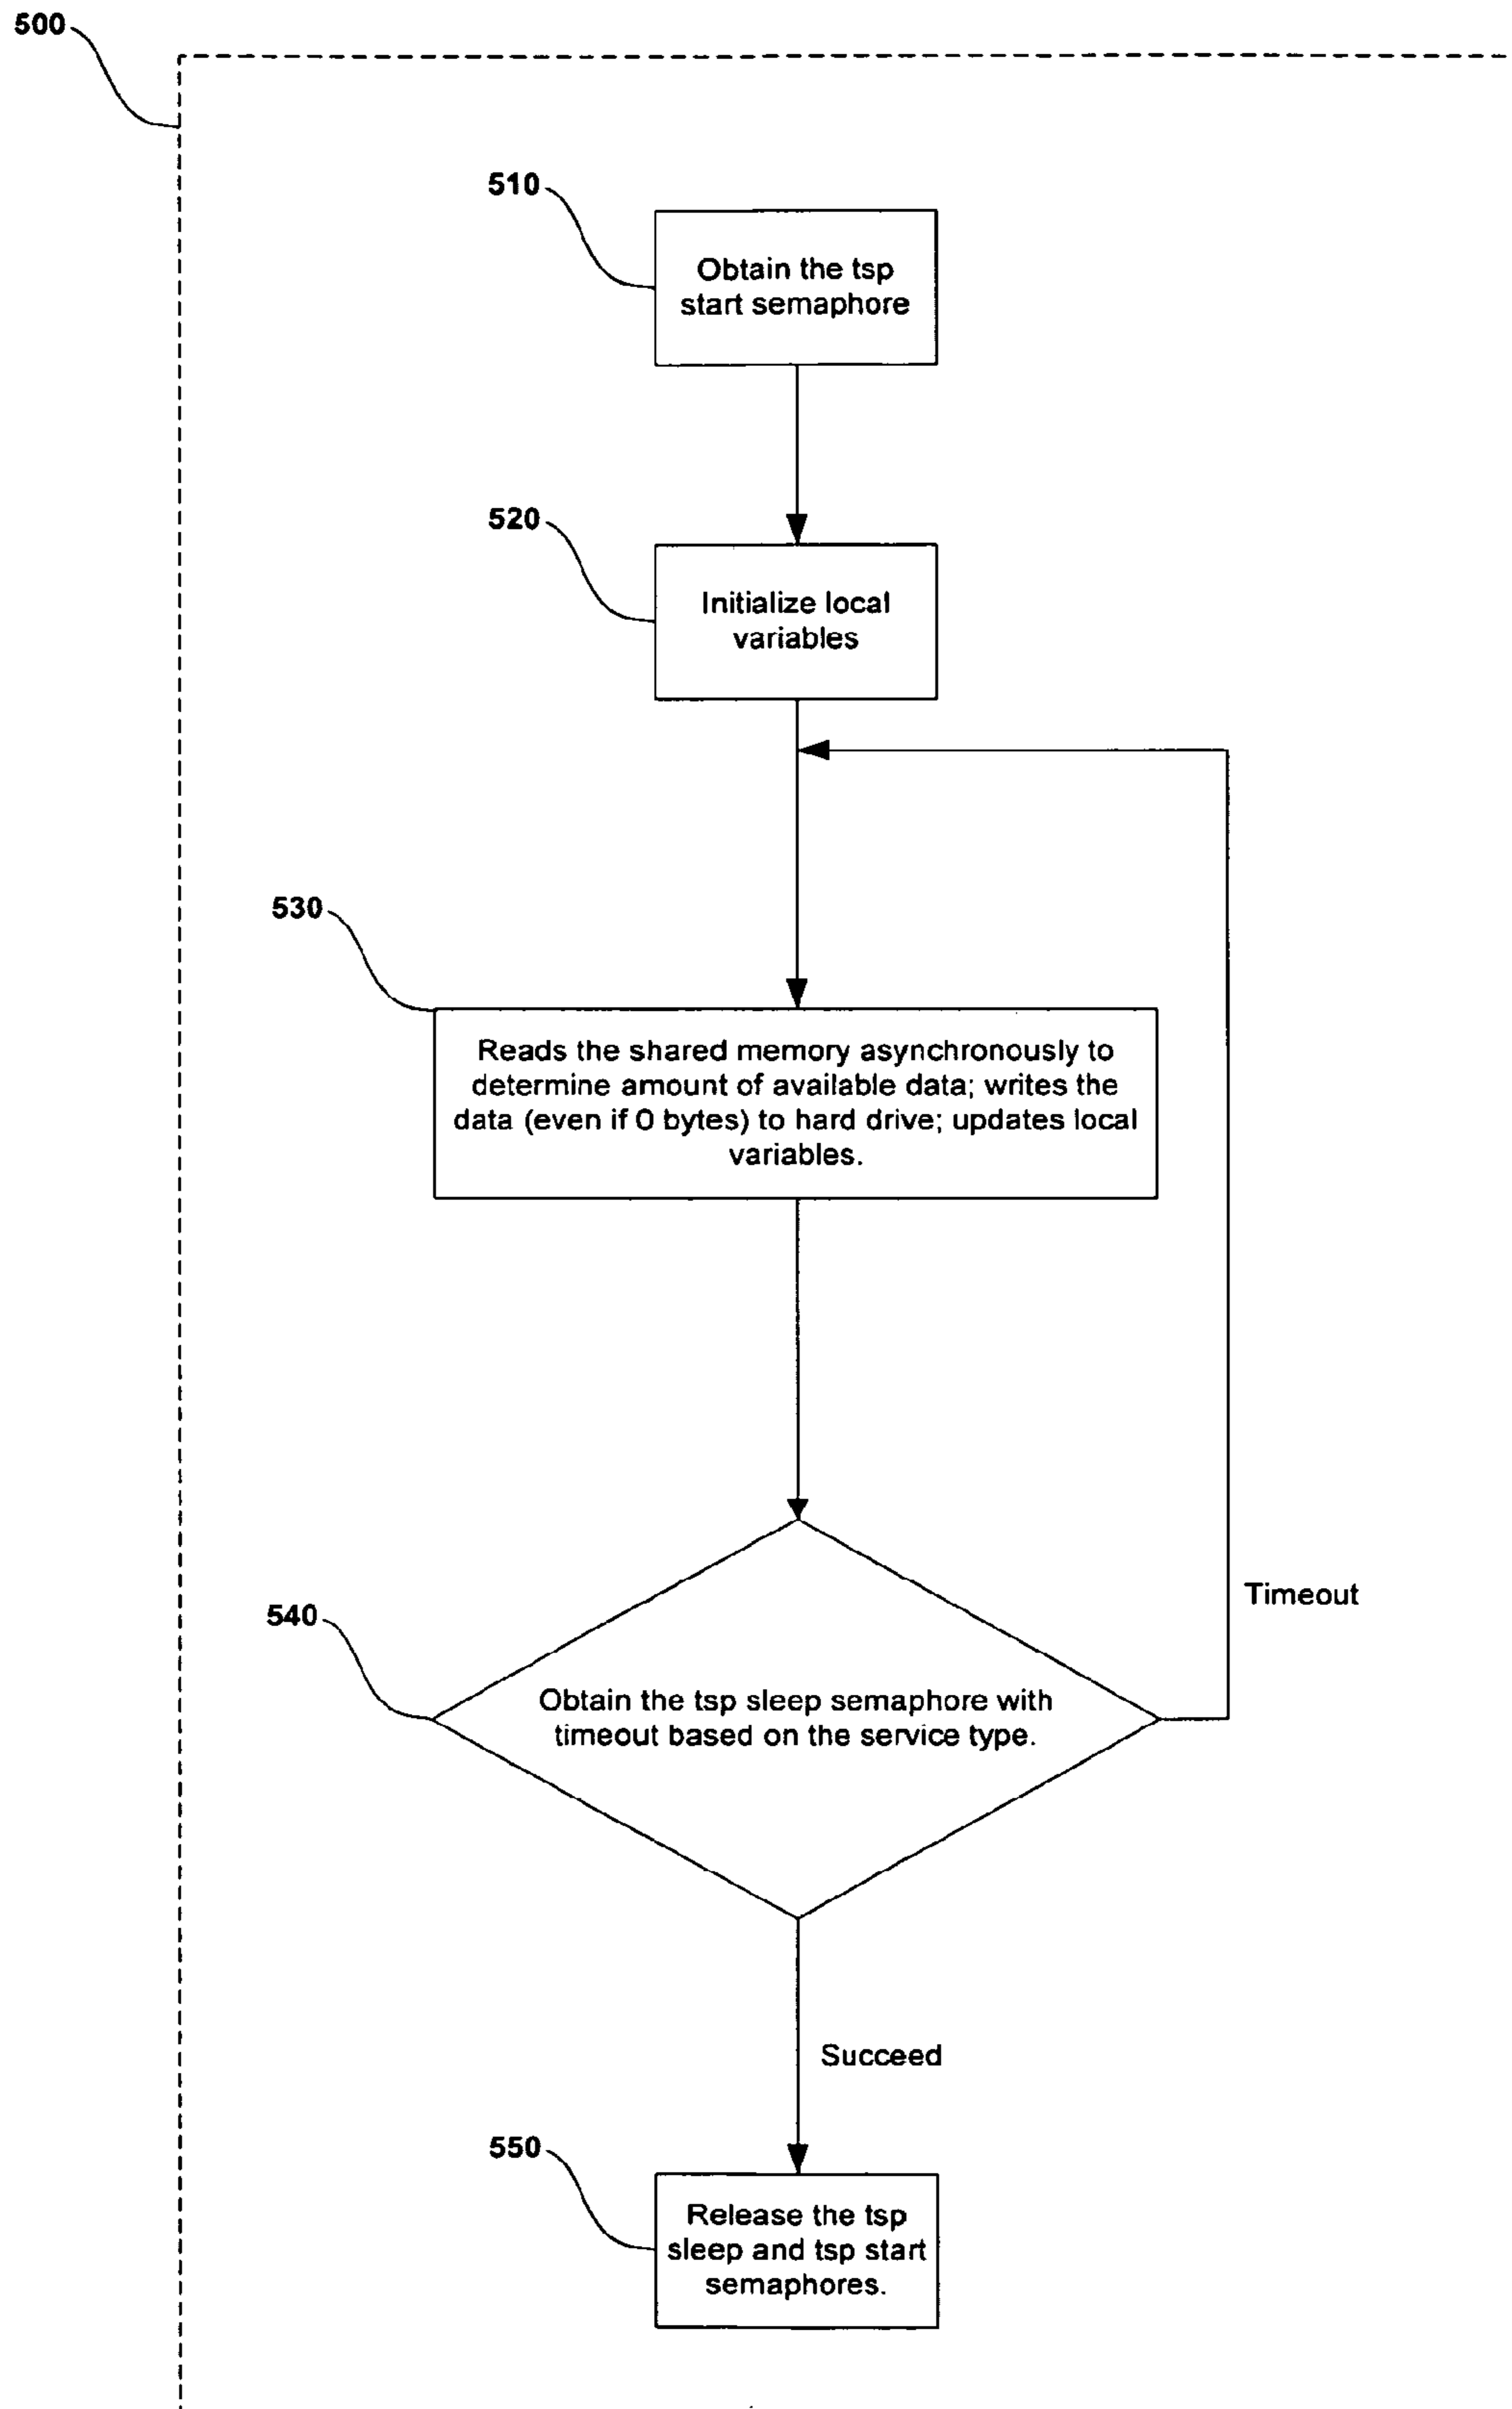 500
510
Obtain the tsp
start semaphore
520
Initialize local
variables
530
Reads the shared memory asynchronously to
determine amount of available data; writes the
data (even if 0 bytes) to hard drive; updates local
variables.
Timeout
540
Obtain the tsp sleep semaphore with
timeout based on the service type.
Succeed
550
Release the tsp
sleep and tsp start
semaphores.